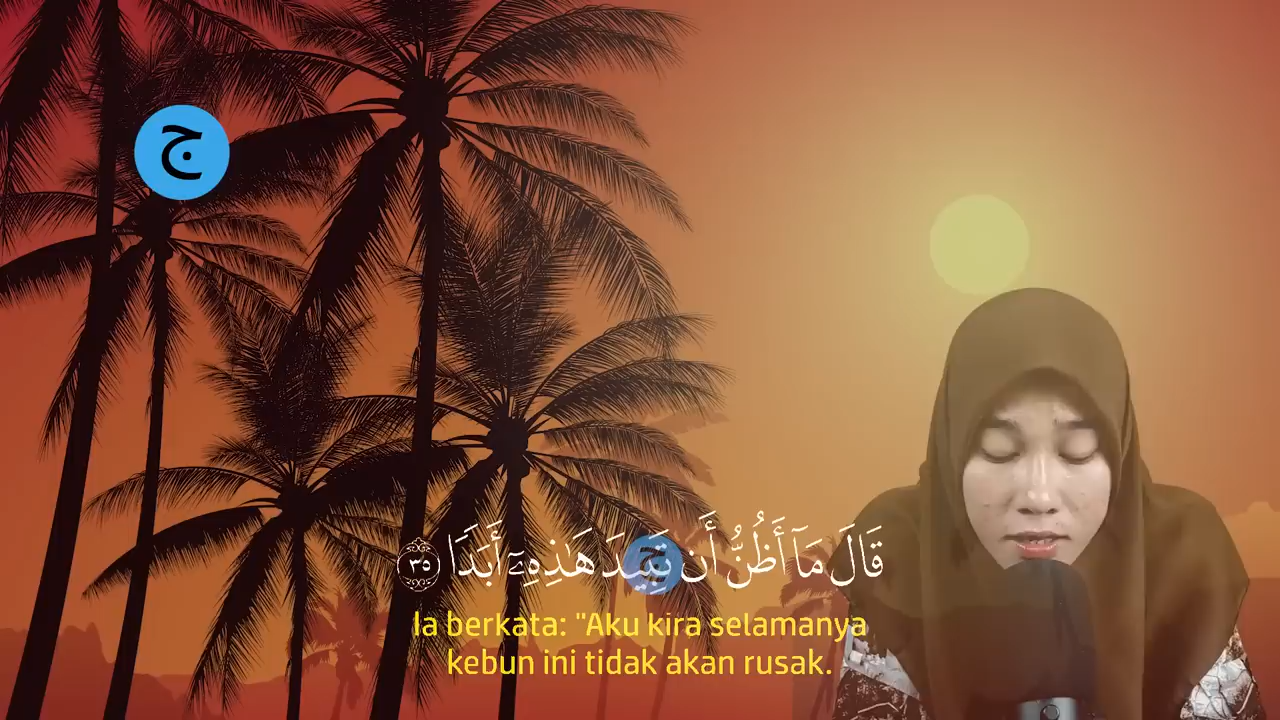 ج
قَالَ مَآ أَظُنُّ أَن تَبِيدَ هَٰذِهِۦٓ أَبَدًا ٣٥
ج
Ia berkata: "Aku kira selamanya
kebun ini tidak akan rusak.